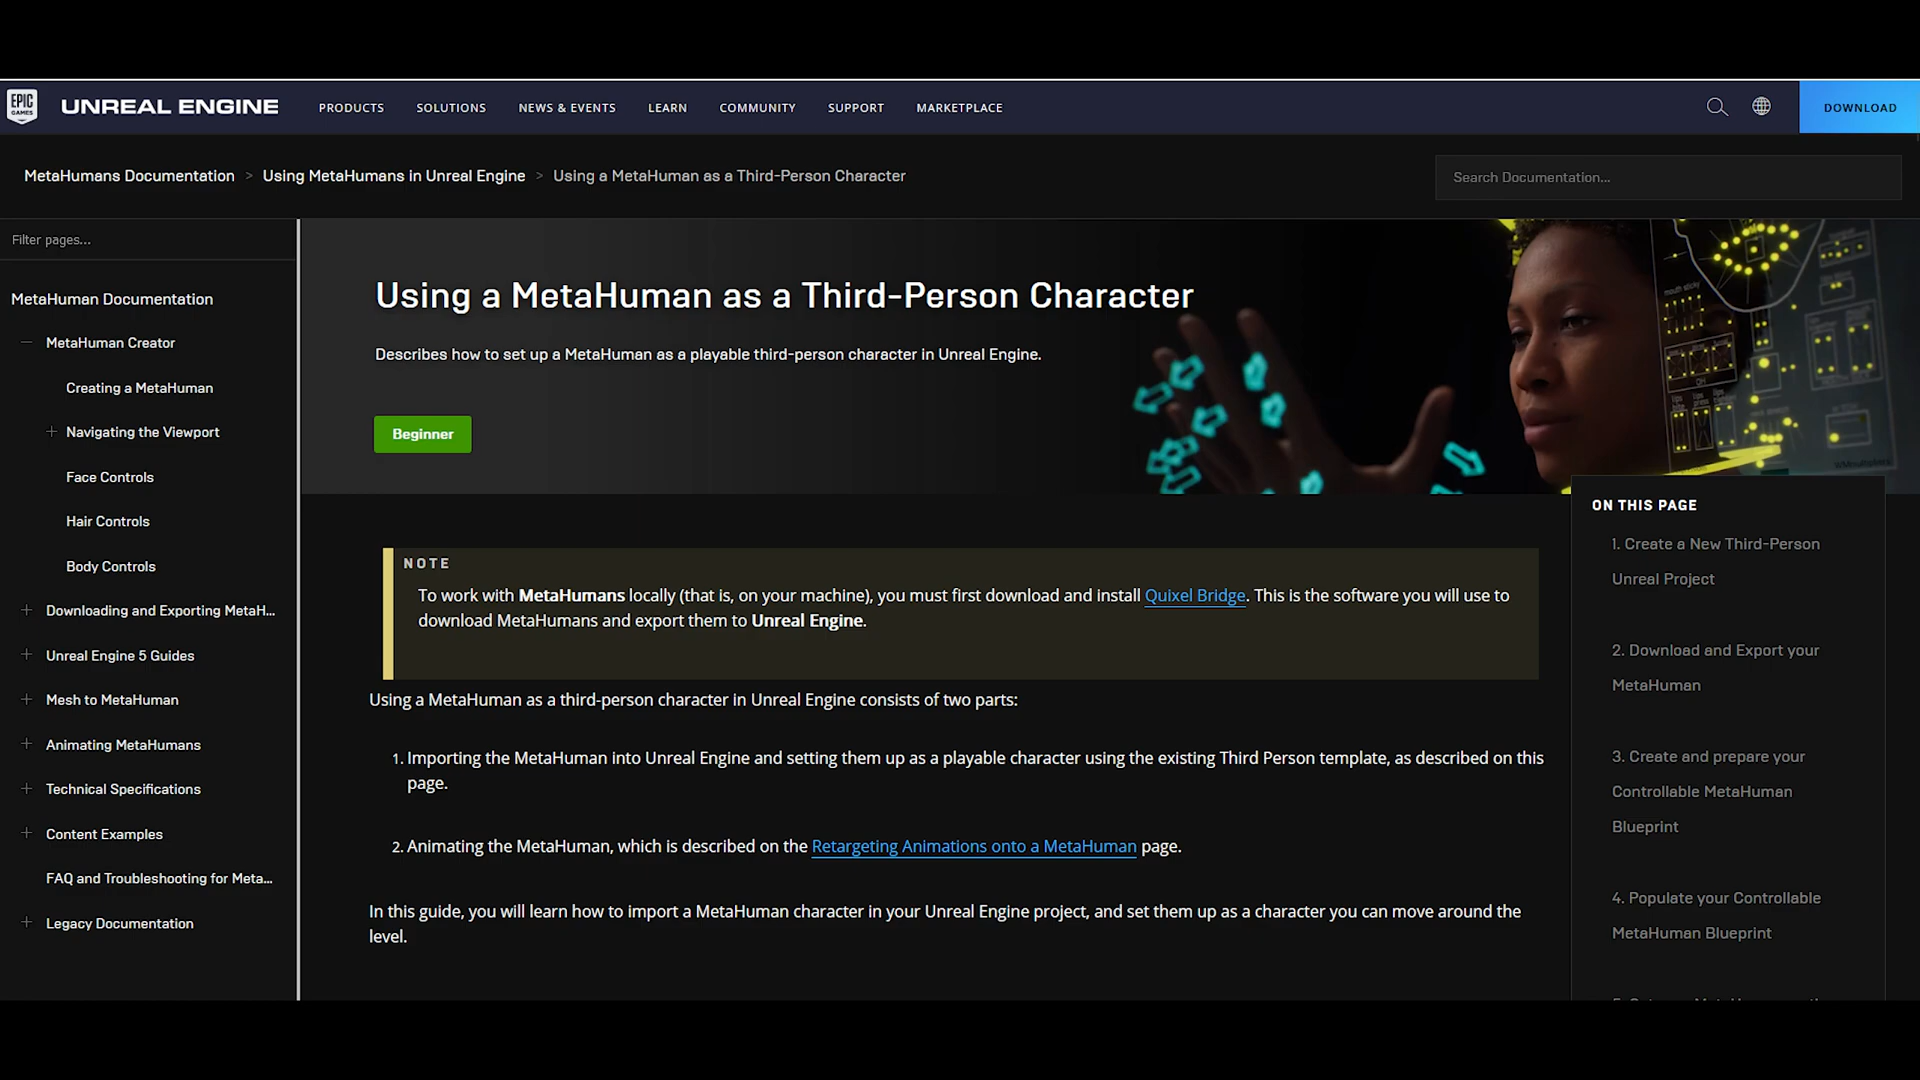 EPIC GAMES
UNREAL ENGINE
PRODUCTS
SOLUTIONS
NEWS & EVENTS
LEARN
COMMUNITY
SUPPORT
MARKETPLACE
DOWNLOAD
MetaHumans Documentation > Using MetaHumans in Unreal Engine > Using a MetaHuman as a Third-Person Character
Search Documentation...
Filter pages...
MetaHuman Documentation
MetaHuman Creator
Creating a MetaHuman
Navigating the Viewport
Face Controls
Hair Controls
Body Controls
Downloading and Exporting MetaH...
Unreal Engine 5 Guides
Mesh to MetaHuman
Animating MetaHumans
Technical Specifications
Content Examples
FAQ and Troubleshooting for Meta...
Legacy Documentation
Using a MetaHuman as a Third-Person Character
Describes how to set up a MetaHuman as a playable third-person character in Unreal Engine.
Beginner
NOTE
To work with MetaHumans locally (that is, on your machine), you must first download and install Quixel Bridge. This is the software you will use to
download MetaHumans and export them to Unreal Engine.
Using a MetaHuman as a third-person character in Unreal Engine consists of two parts:
1. Importing the MetaHuman into Unreal Engine and setting them up as a playable character using the existing Third Person template, as described on this
page.
2. Animating the MetaHuman, which is described on the Retargeting Animations onto a MetaHuman page.
In this guide, you will learn how to import a MetaHuman character in your Unreal Engine project, and set them up as a character you can move around the
level.
ON THIS PAGE
1. Create a New Third-Person
Unreal Project
2. Download and Export your
MetaHuman
3. Create and prepare your
Controllable MetaHuman
Blueprint
4. Populate your Controllable
MetaHuman Blueprint